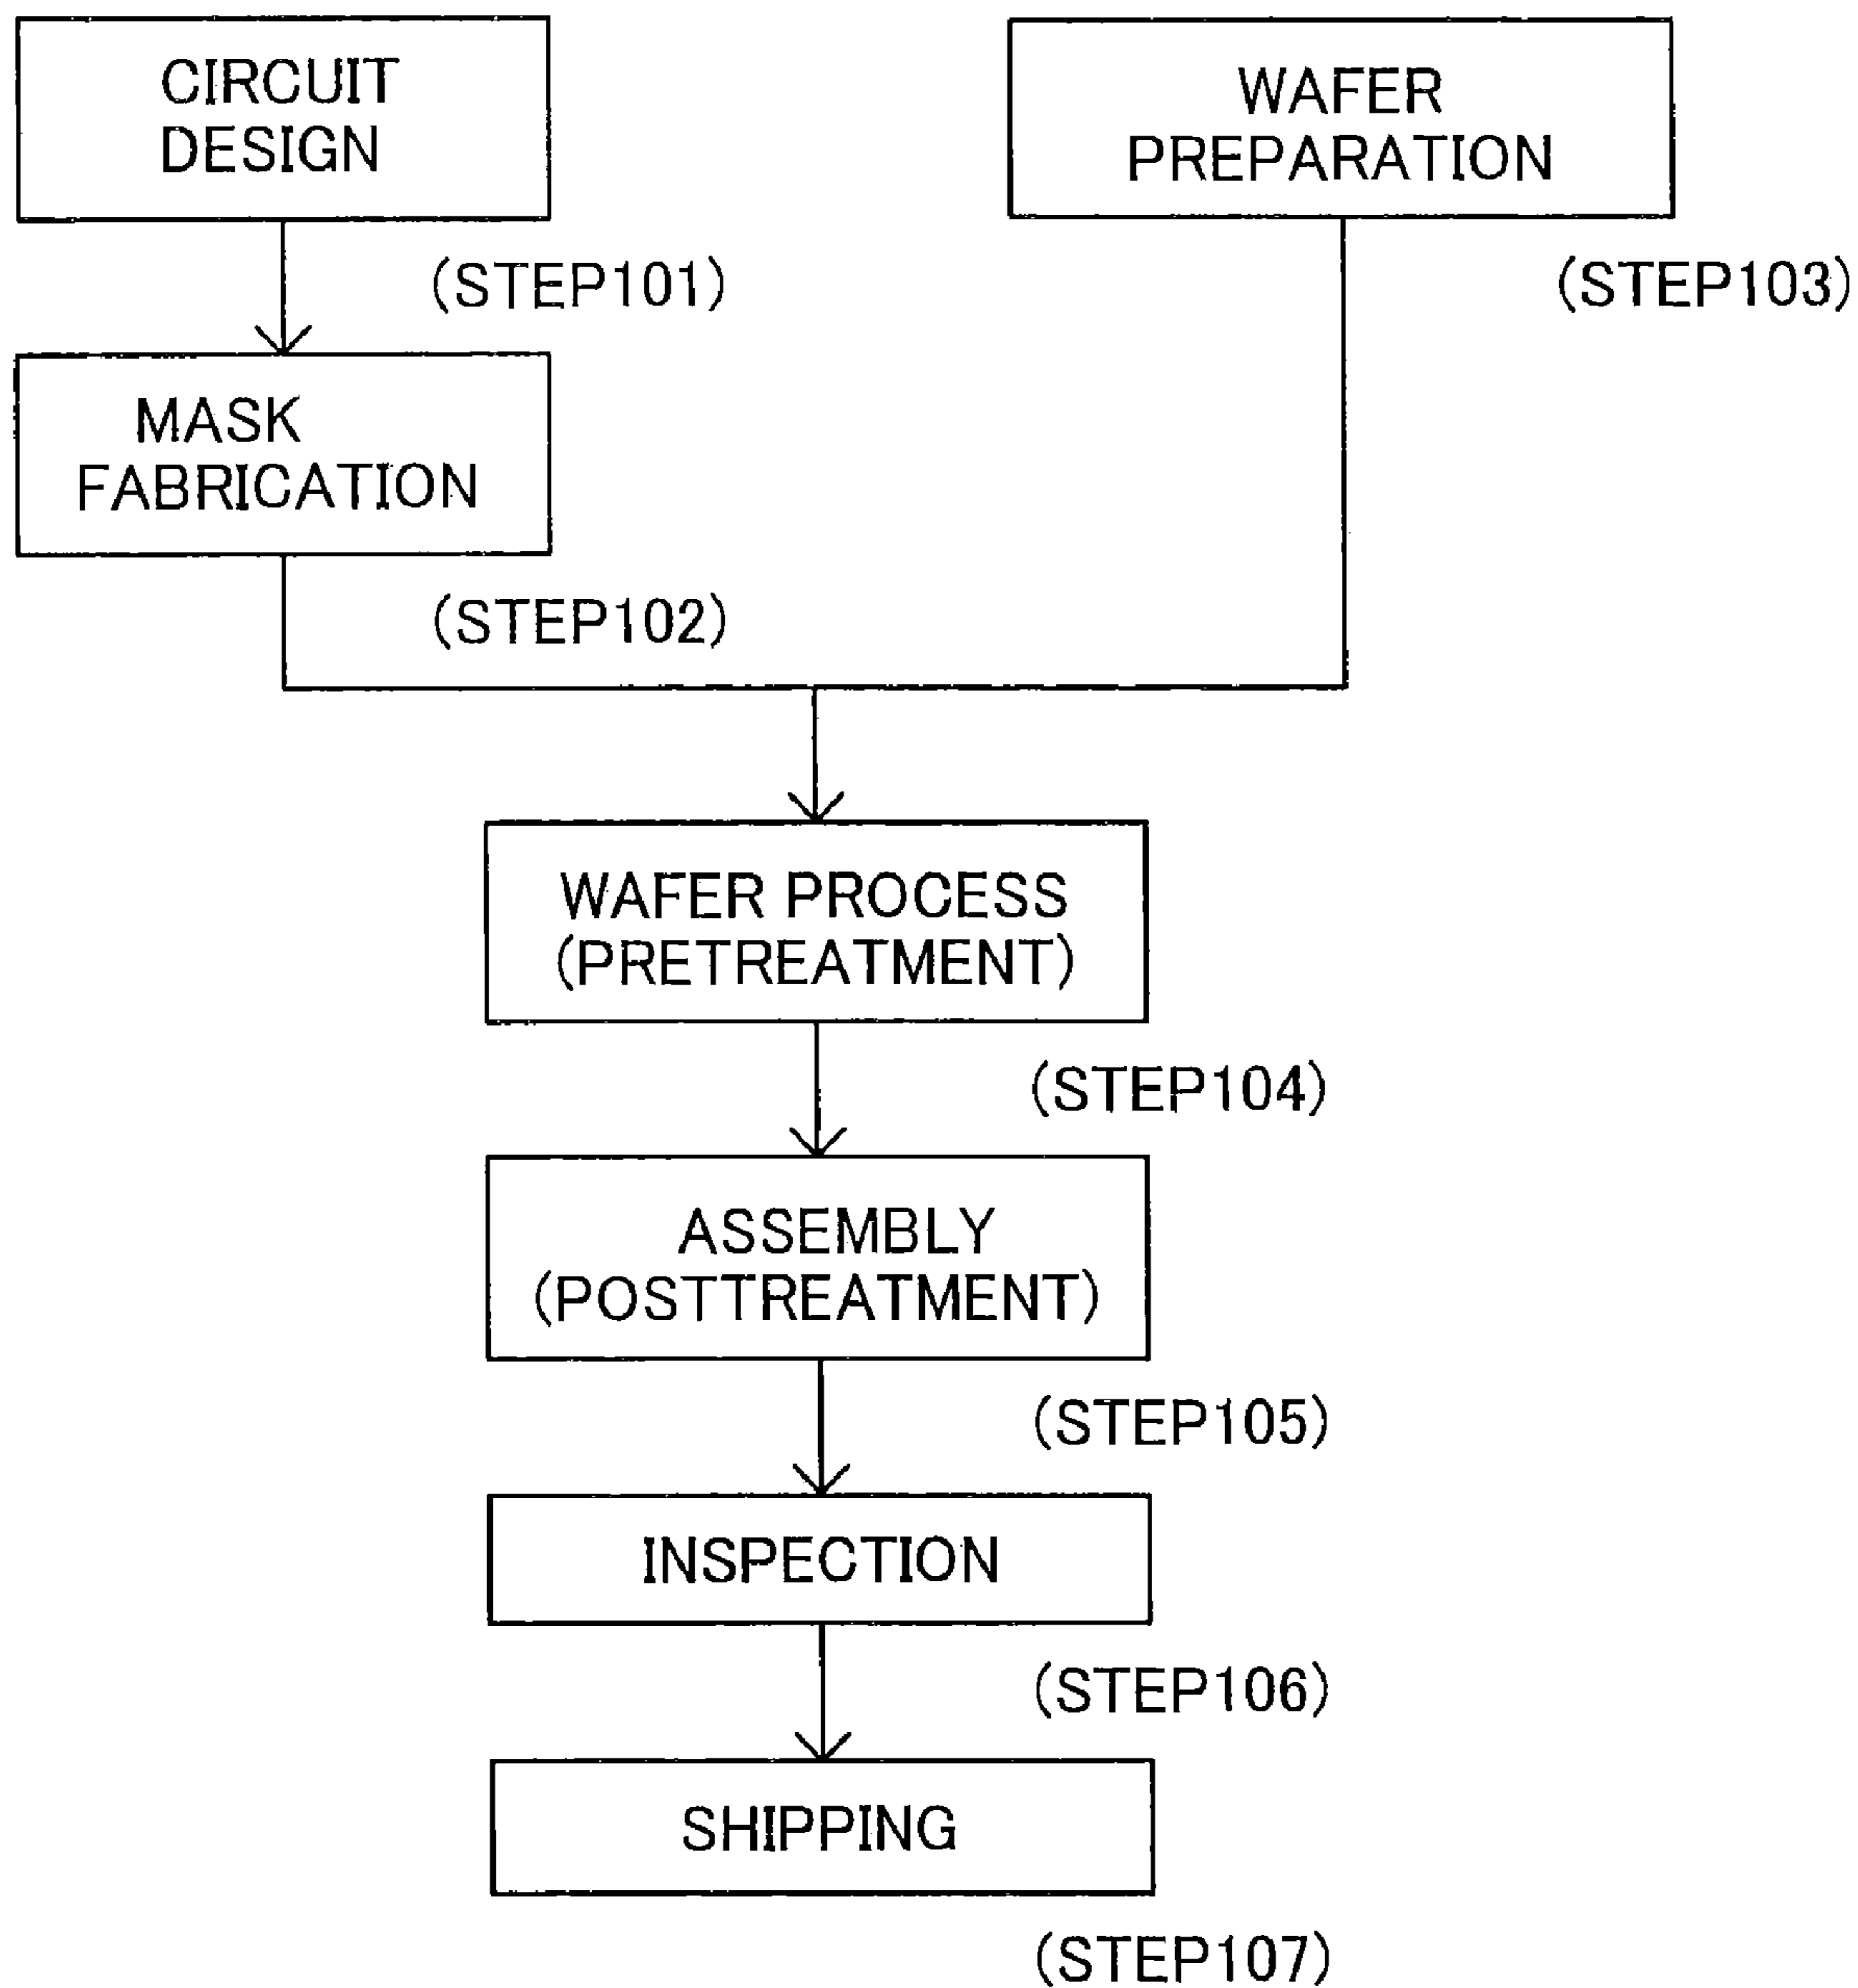 CIRCUIT
DESIGN
(STEP101)
MASK
FABRICATION
(STEP102)
WAFER
PREPARATION
(STEP103)
WAFER PROCESS
(PRETREATMENT)
(STEP104)
ASSEMBLY
(POSTTREATMENT)
(STEP105)
INSPECTION
(STEP106)
SHIPPING
(STEP107)